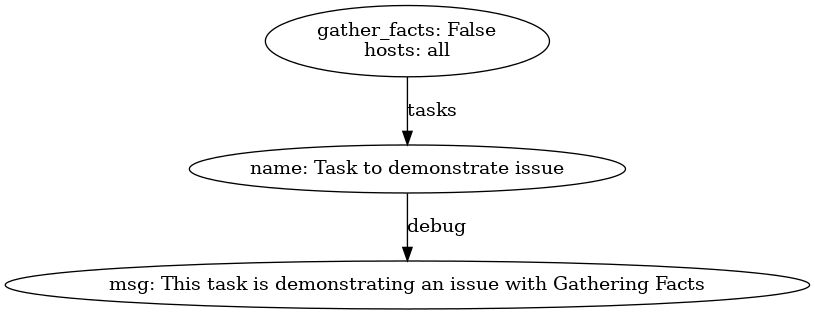 gather_facts: False
hosts: all
tasks
name: Task to demonstrate issue
debug
msg: This task is demonstrating an issue with Gathering Facts